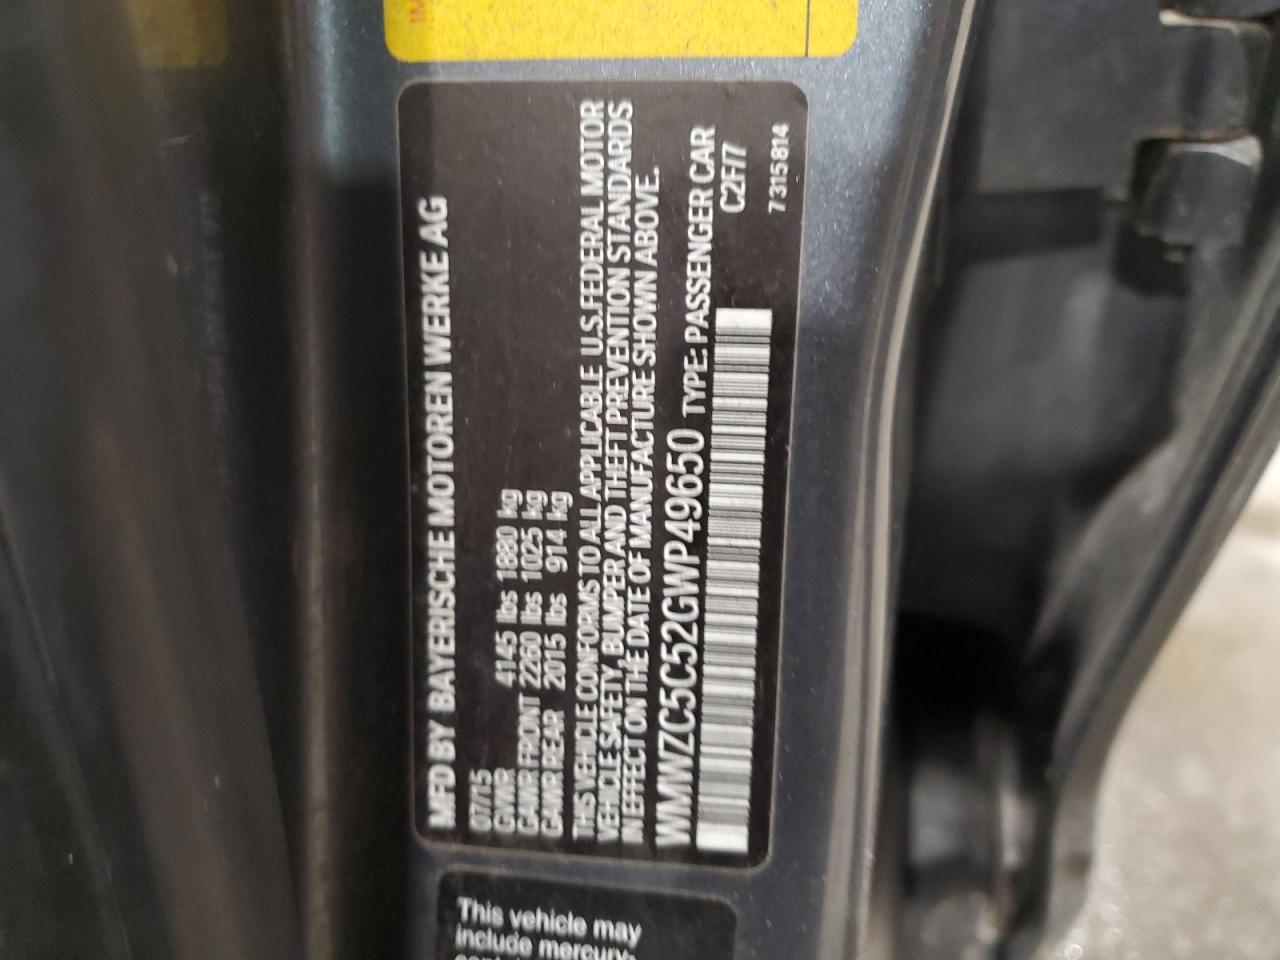 MFD BY BAYERISCHE MOTOREN WERKE AG
07/15
GVWR 4145 lbs 1880 kg
GAWR FRONT 2260 lbs 1025 kg
GAWR REAR 2015 lbs 914 kg
THIS VEHICLE CONFORMS TO ALL APPLICABLE U.S.FEDERAL MOTOR
VEHICLE SAFETY, BUMPER AND THEFT PREVENTION STANDARDS
IN EFFECT ON THE DATE OF MANUFACTURE SHOWN ABOVE.
WMWZC5C52GWP49650 TYPE: PASSENGER CAR
C2F/7
7315814
This vehicle may
include mercury-